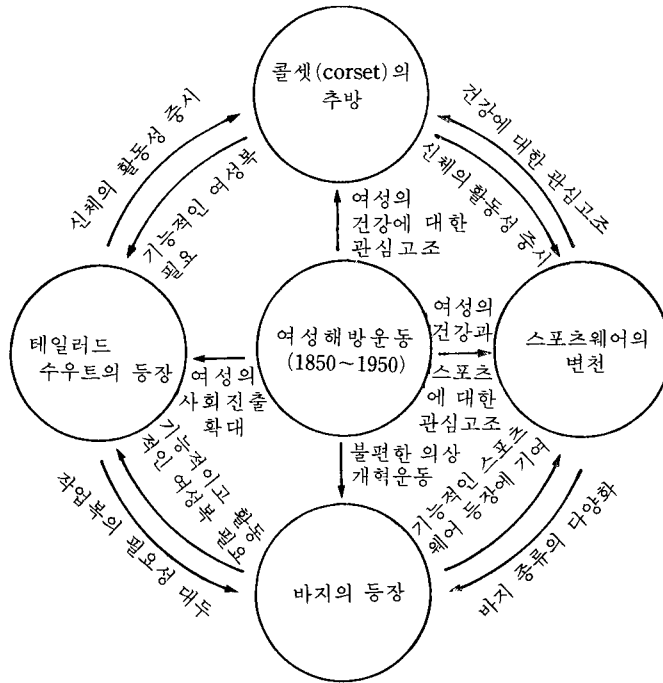 콜셋(corset)의
추방
신체의 활동성 중시
기능적인 여성복
필요
건강에 대한 관심고조
신체의 활동성 중시
여성의
건강에 대한
관심고조
테일러드
수우트의 등장
여성해방운동
(1850~1950)
스포츠웨어의
변천
여성의
사회진출
확대
여성의
건강과
스포츠
에 대한
관심고조
불편한 의상
개혁운동
기능적이고 활동
적인 여성복 필요
작업복의 필요성 대두
기능적인 스포츠
웨어 등장에 기여
바지 종류의 다양화
바지의 등장